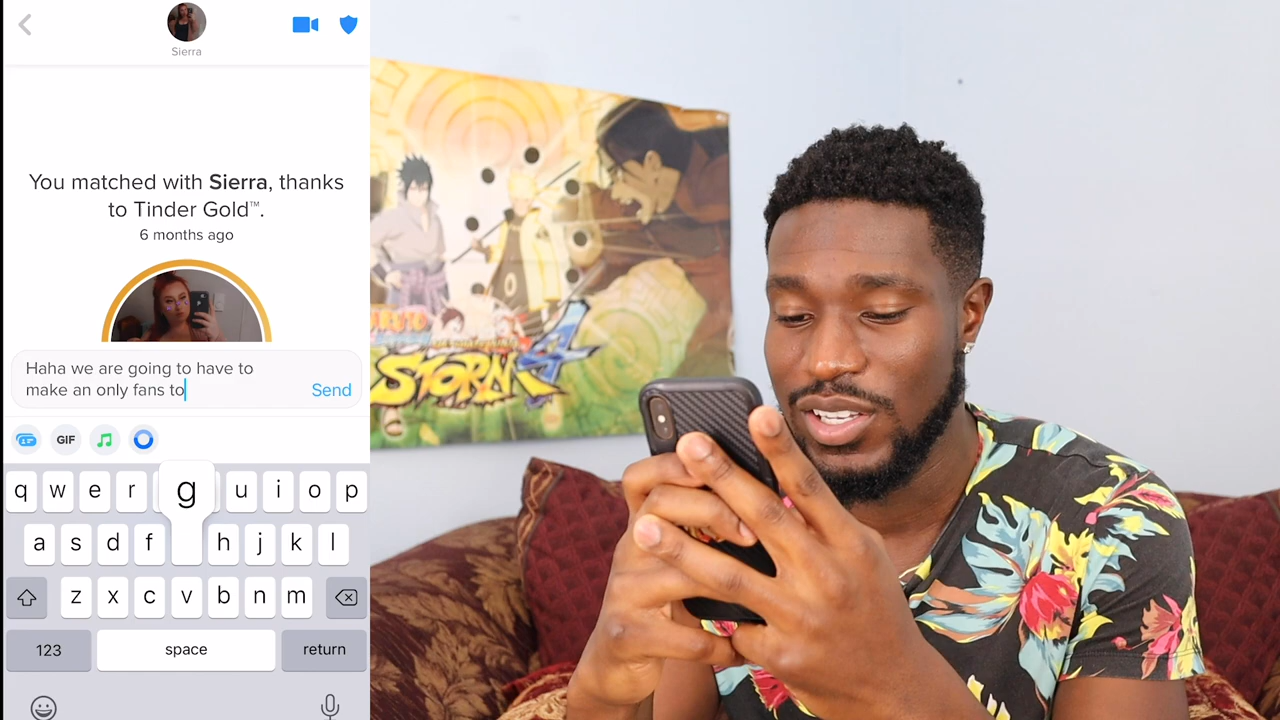 Sierra
You matched with Sierra, thanks
to Tinder Gold™.
6 months ago
Haha we are going to have to
make an only fans to
Send
GIF
q w e r g u i o p
a s d f h j k l
z x c v b n m
123 space return
STORM 4